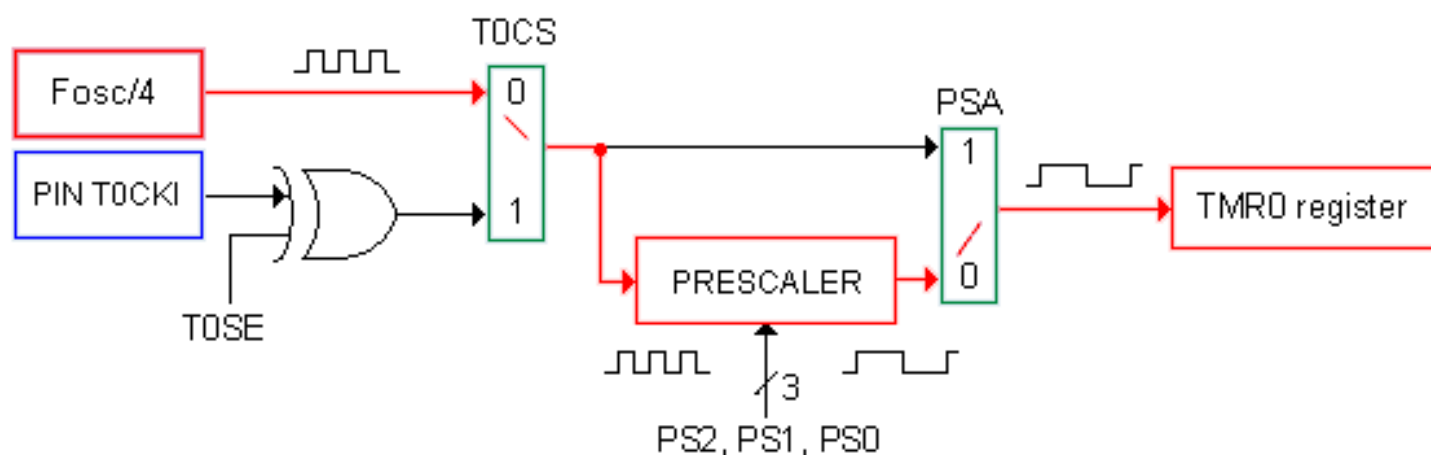 T0CS
Fosc/4
0
PSA
1
PIN T0CKI
1
TMR0 register
PRESCALER
0
T0SE
3
PS2, PS1, PS0